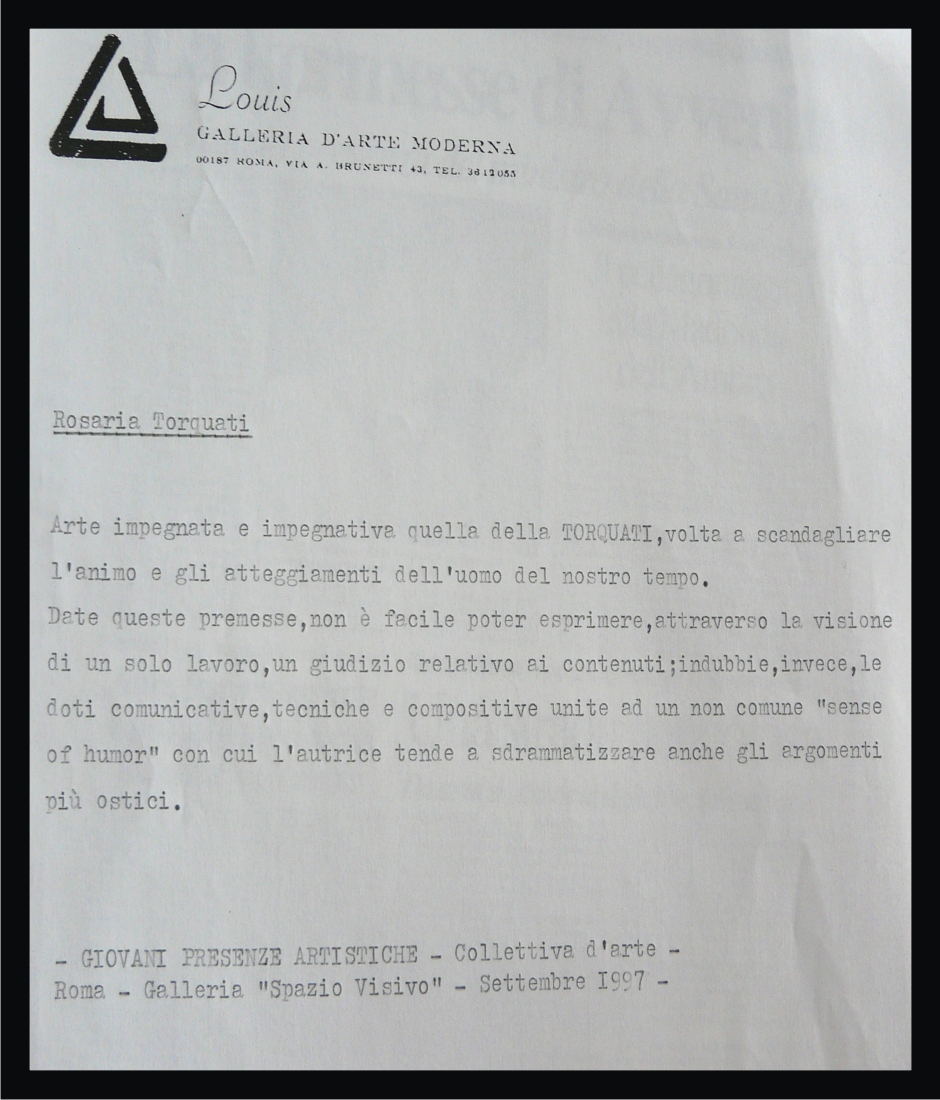 Louis
GALLERIA D'ARTE MODERNA
00187 ROMA, VIA A. BRUNETTI 43, TEL. 3612055
Rosaria Torquati
Arte impegnata e impegnativa quella della TORQUATI,volta a scandagliare
l'animo e gli atteggiamenti dell'uomo del nostro tempo.
Date queste premesse,non è facile poter esprimere,attraverso la visione
di un solo lavoro,un giudizio relativo ai contenuti;indubbie,invece,le
doti comunicative,tecniche e compositive unite ad un non comune "sense
of humor" con cui l'autrice tende a sdrammatizzare anche gli argomenti
più ostici.
- GIOVANI PRESENZE ARTISTICHE - Collettiva d'arte -
Roma - Galleria "Spazio Visivo" - Settembre I997 -